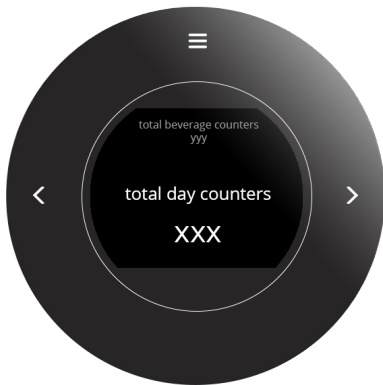 total beverage counters
yyy
total day counters
xxx